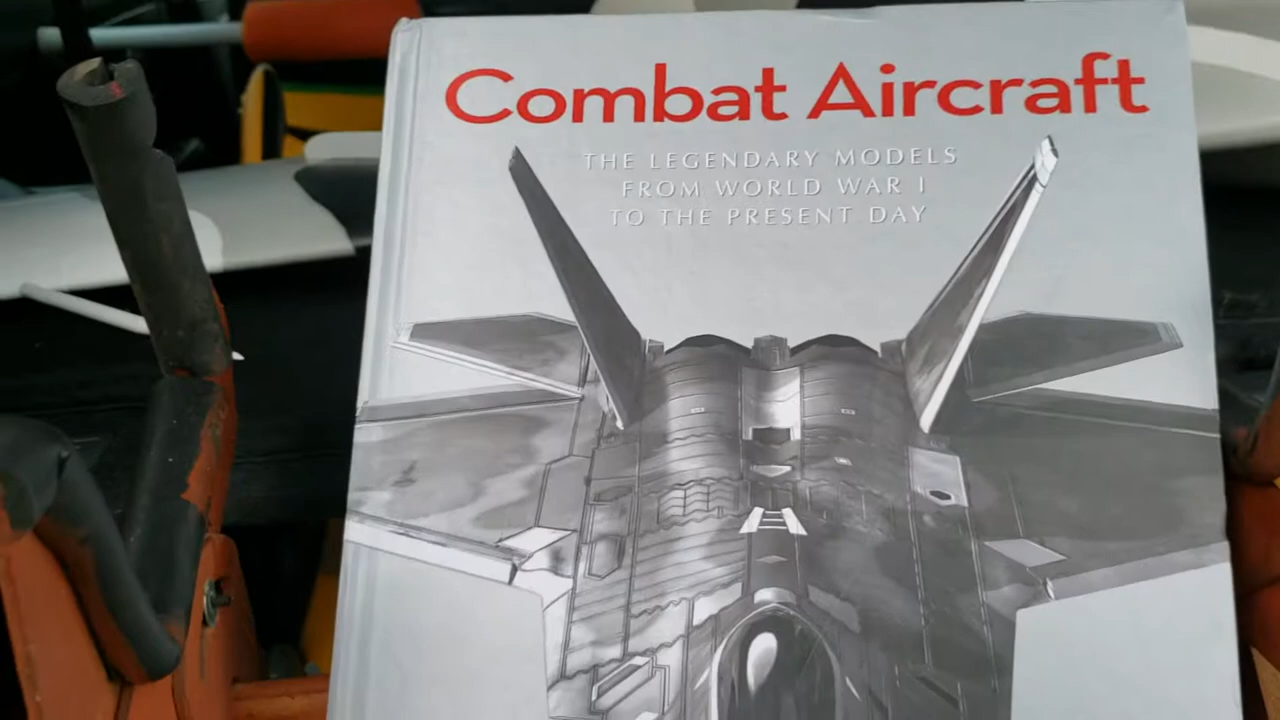 Combat Aircraft
THE LEGENDARY MODELS
FROM WORLD WAR I
TO THE PRESENT DAY